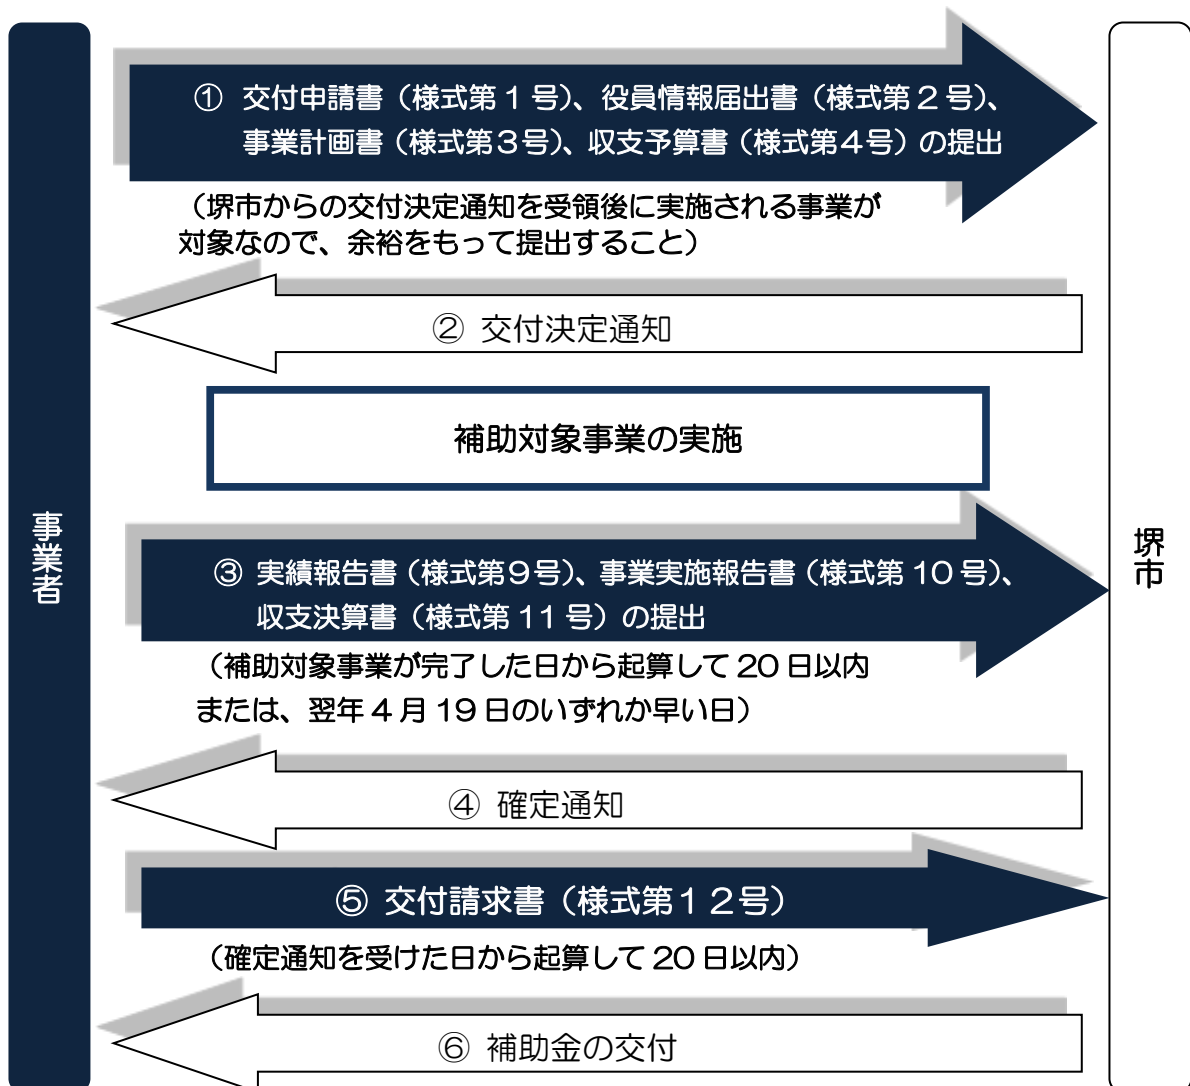 ① 交付申請書（様式第１号）、役員情報届出書（様式第２号）、
事業計画書（様式第３号）、収支予算書（様式第４号）の提出
（堺市からの交付決定通知を受領後に実施される事業が
対象なので、余裕をもって提出すること）
② 交付決定通知
補助対象事業の実施
事業者
堺市
③ 実績報告書（様式第９号）、事業実施報告書（様式第 10 号）、
収支決算書（様式第 11 号）の提出
（補助対象事業が完了した日から起算して 20 日以内
または、翌年 4 月 19 日のいずれか早い日）
④ 確定通知
⑤ 交付請求書（様式第１２号）
（確定通知を受けた日から起算して 20 日以内）
⑥ 補助金の交付